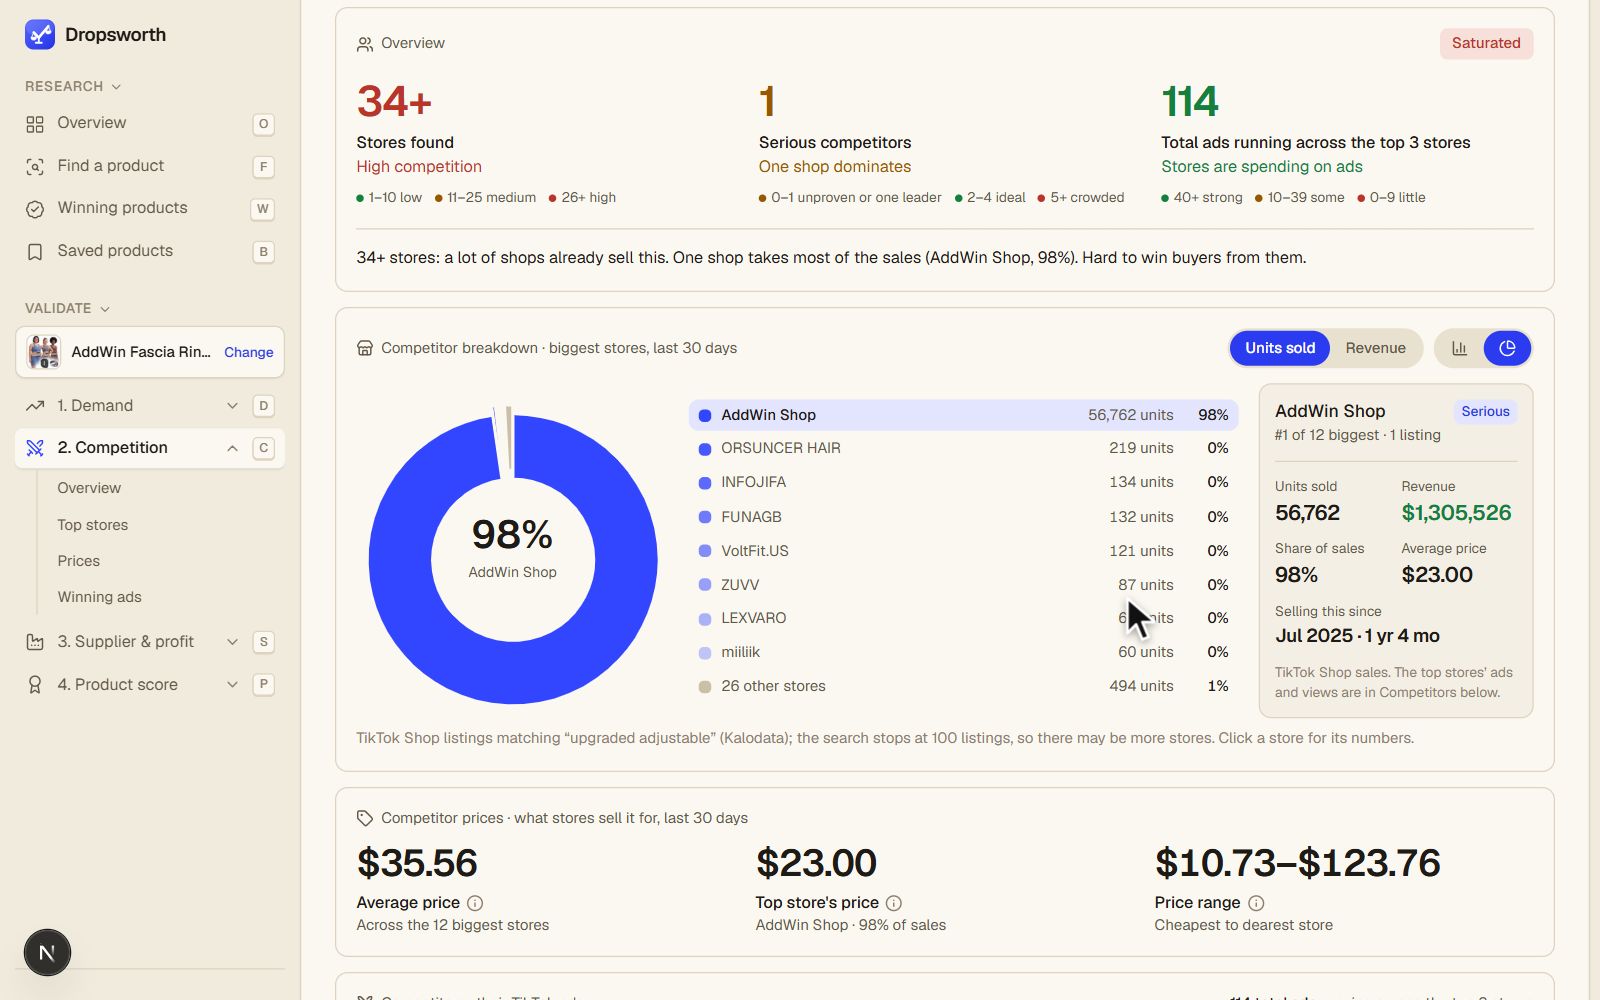 Dropsworth
RESEARCH
Overview O
Find a product F
Winning products W
Saved products B
VALIDATE
AddWin Fascia Rin... Change
1. Demand D
2. Competition C
Overview
Top stores
Prices
Winning ads
3. Supplier & profit S
4. Product score P
N
Overview Saturated
34+ 1 114
Stores found Serious competitors Total ads running across the top 3 stores
High competition One shop dominates Stores are spending on ads
1–10 low 11–25 medium 26+ high 0–1 unproven or one leader 2–4 ideal 5+ crowded 40+ strong 10–39 some 0–9 little
34+ stores: a lot of shops already sell this. One shop takes most of the sales (AddWin Shop, 98%). Hard to win buyers from them.
Competitor breakdown · biggest stores, last 30 days Units sold Revenue
98%
AddWin Shop
AddWin Shop 56,762 units 98%
ORSUNCER HAIR 219 units 0%
INFOJIFA 134 units 0%
FUNAGB 132 units 0%
VoltFit.US 121 units 0%
ZUVV 87 units 0%
LEXVARO 0%
miiliik 60 units 0%
26 other stores 494 units 1%
AddWin Shop Serious
#1 of 12 biggest · 1 listing
Units sold Revenue
56,762 $1,305,526
Share of sales Average price
98% $23.00
Selling this since
Jul 2025 · 1 yr 4 mo
TikTok Shop sales. The top stores' ads
and views are in Competitors below.
TikTok Shop listings matching “upgraded adjustable” (Kalodata); the search stops at 100 listings, so there may be more stores. Click a store for its numbers.
Competitor prices · what stores sell it for, last 30 days
$35.56 $23.00 $10.73–$123.76
Average price Top store's price Price range
Across the 12 biggest stores AddWin Shop · 98% of sales Cheapest to dearest store